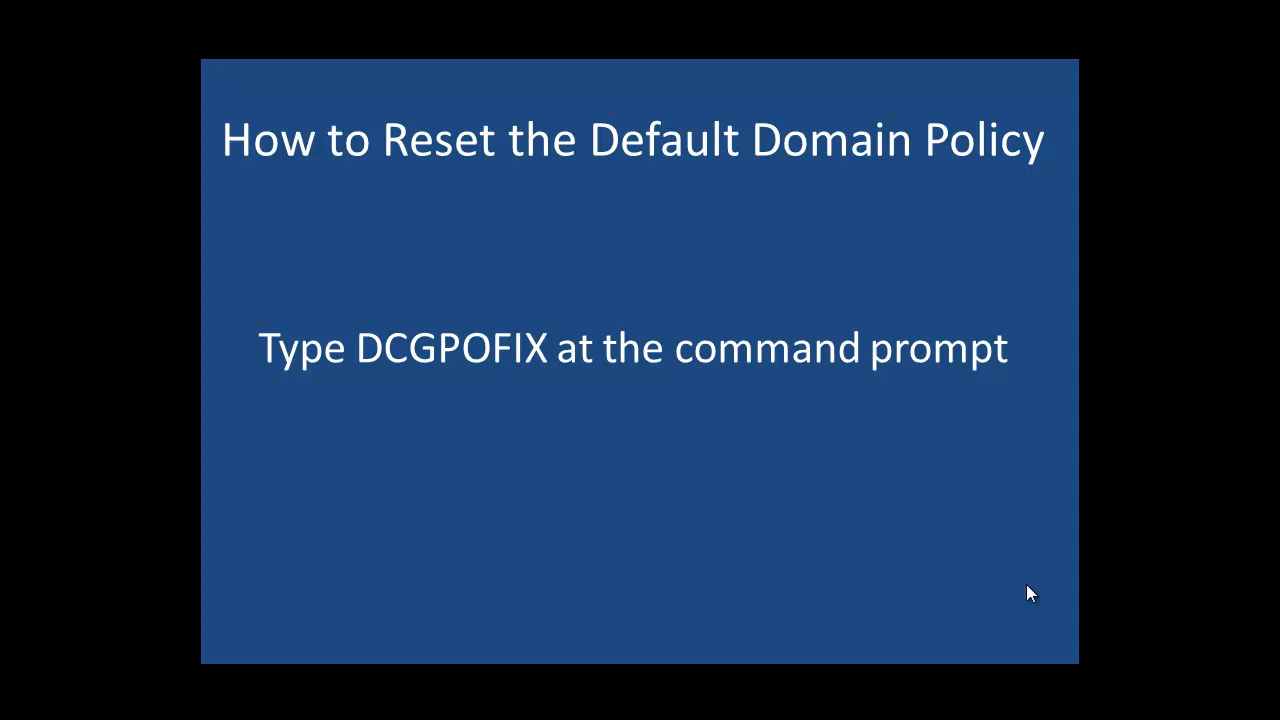 How to Reset the Default Domain Policy
Type DCGPOFIX at the command prompt